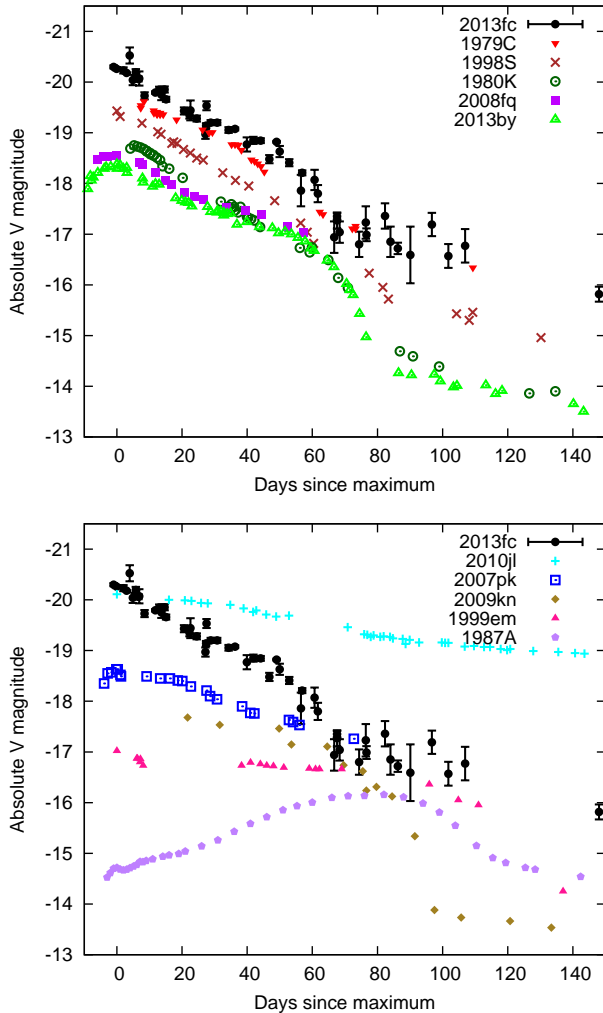 -21
-20
-19
-18
-17
-16
-15
-14
-13
Absolute V magnitude
2013fc
1979C
1998S
1980K
2008fq
2013by
0 20 40 60 80 100 120 140
Days since maximum
-21
-20
-19
-18
-17
-16
-15
-14
-13
Absolute V magnitude
2013fc
2010jl
2007pk
2009kn
1999em
1987A
0 20 40 60 80 100 120 140
Days since maximum